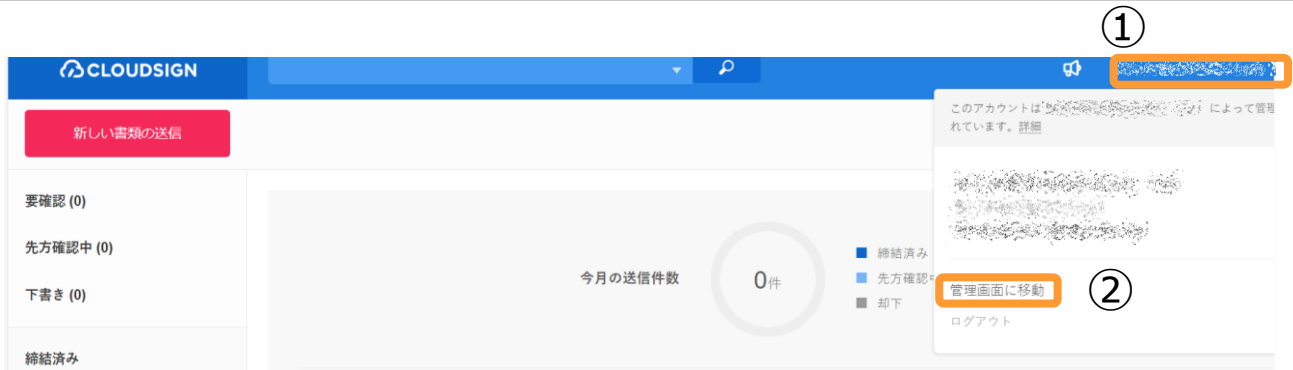 ①
CLOUDSIGN
新しい書類の送信
要確認 (0)
先方確認中 (0)
下書き (0)
締結済み
今月の送信件数
0件
締結済み
先方確認
却下
このアカウントは
によって管理
れています。詳細
管理画面に移動
②
ログアウト